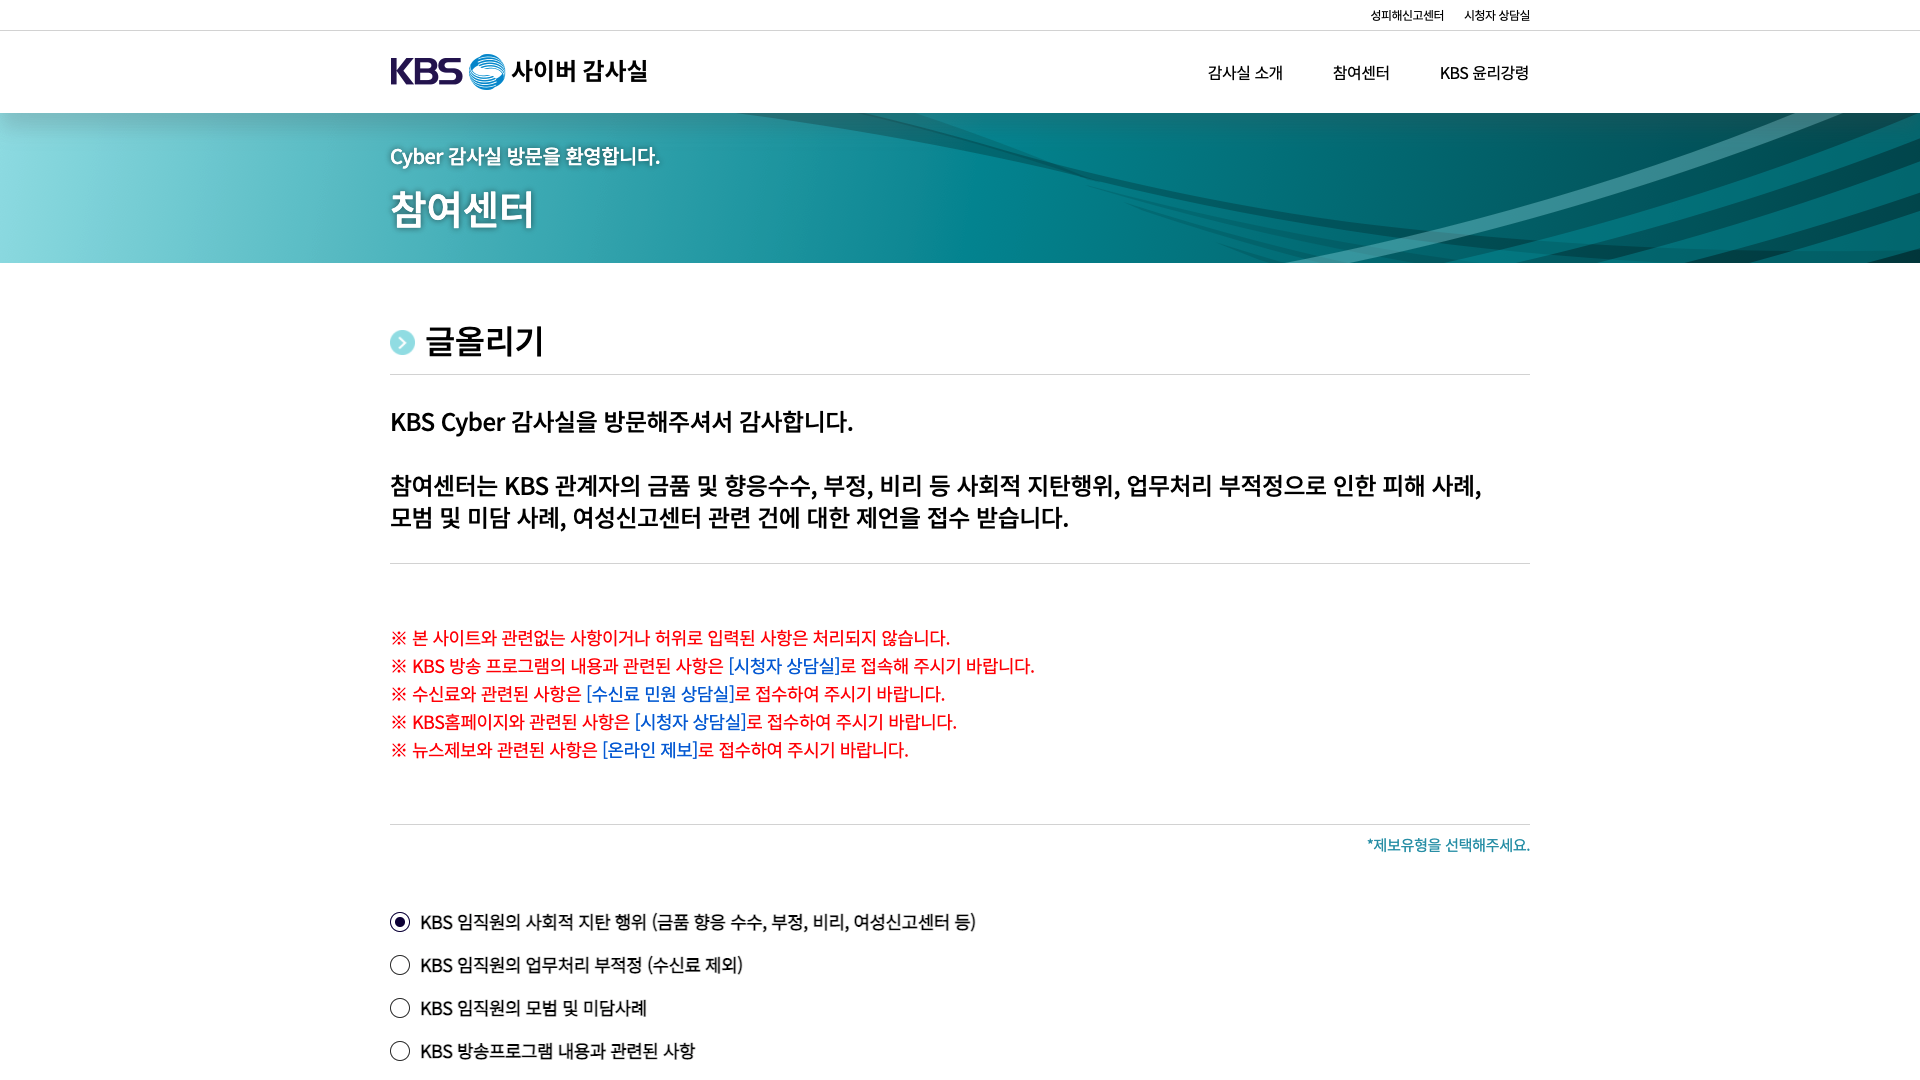 성피해신고센터 시청자 상담실
KBS 사이버 감사실
감사실 소개 참여센터 KBS 윤리강령
Cyber 감사실 방문을 환영합니다.
참여센터
글올리기
KBS Cyber 감사실을 방문해주셔서 감사합니다.
참여센터는 KBS 관계자의 금품 및 향응수수, 부정, 비리 등 사회적 지탄행위, 업무처리 부적정으로 인한 피해 사례,
모범 및 미담 사례, 여성신고센터 관련 건에 대한 제언을 접수 받습니다.
※ 본 사이트와 관련없는 사항이거나 허위로 입력된 사항은 처리되지 않습니다.
※ KBS 방송 프로그램의 내용과 관련된 사항은 [시청자 상담실]로 접속해 주시기 바랍니다.
※ 수신료와 관련된 사항은 [수신료 민원 상담실]로 접수하여 주시기 바랍니다.
※ KBS홈페이지와 관련된 사항은 [시청자 상담실]로 접수하여 주시기 바랍니다.
※ 뉴스제보와 관련된 사항은 [온라인 제보]로 접수하여 주시기 바랍니다.
*제보유형을 선택해주세요.
KBS 임직원의 사회적 지탄 행위 (금품 향응 수수, 부정, 비리, 여성신고센터 등)
KBS 임직원의 업무처리 부적정 (수신료 제외)
KBS 임직원의 모범 및 미담사례
KBS 방송프로그램 내용과 관련된 사항